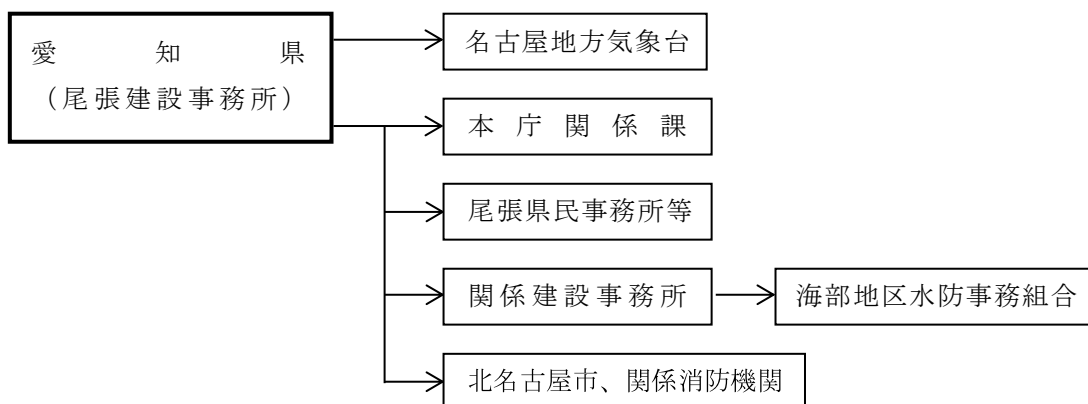 愛知県
（尾張建設事務所）
名古屋地方気象台
本庁関係課
尾張県民事務所等
関係建設事務所
海部地区水防事務組合
北名古屋市、関係消防機関